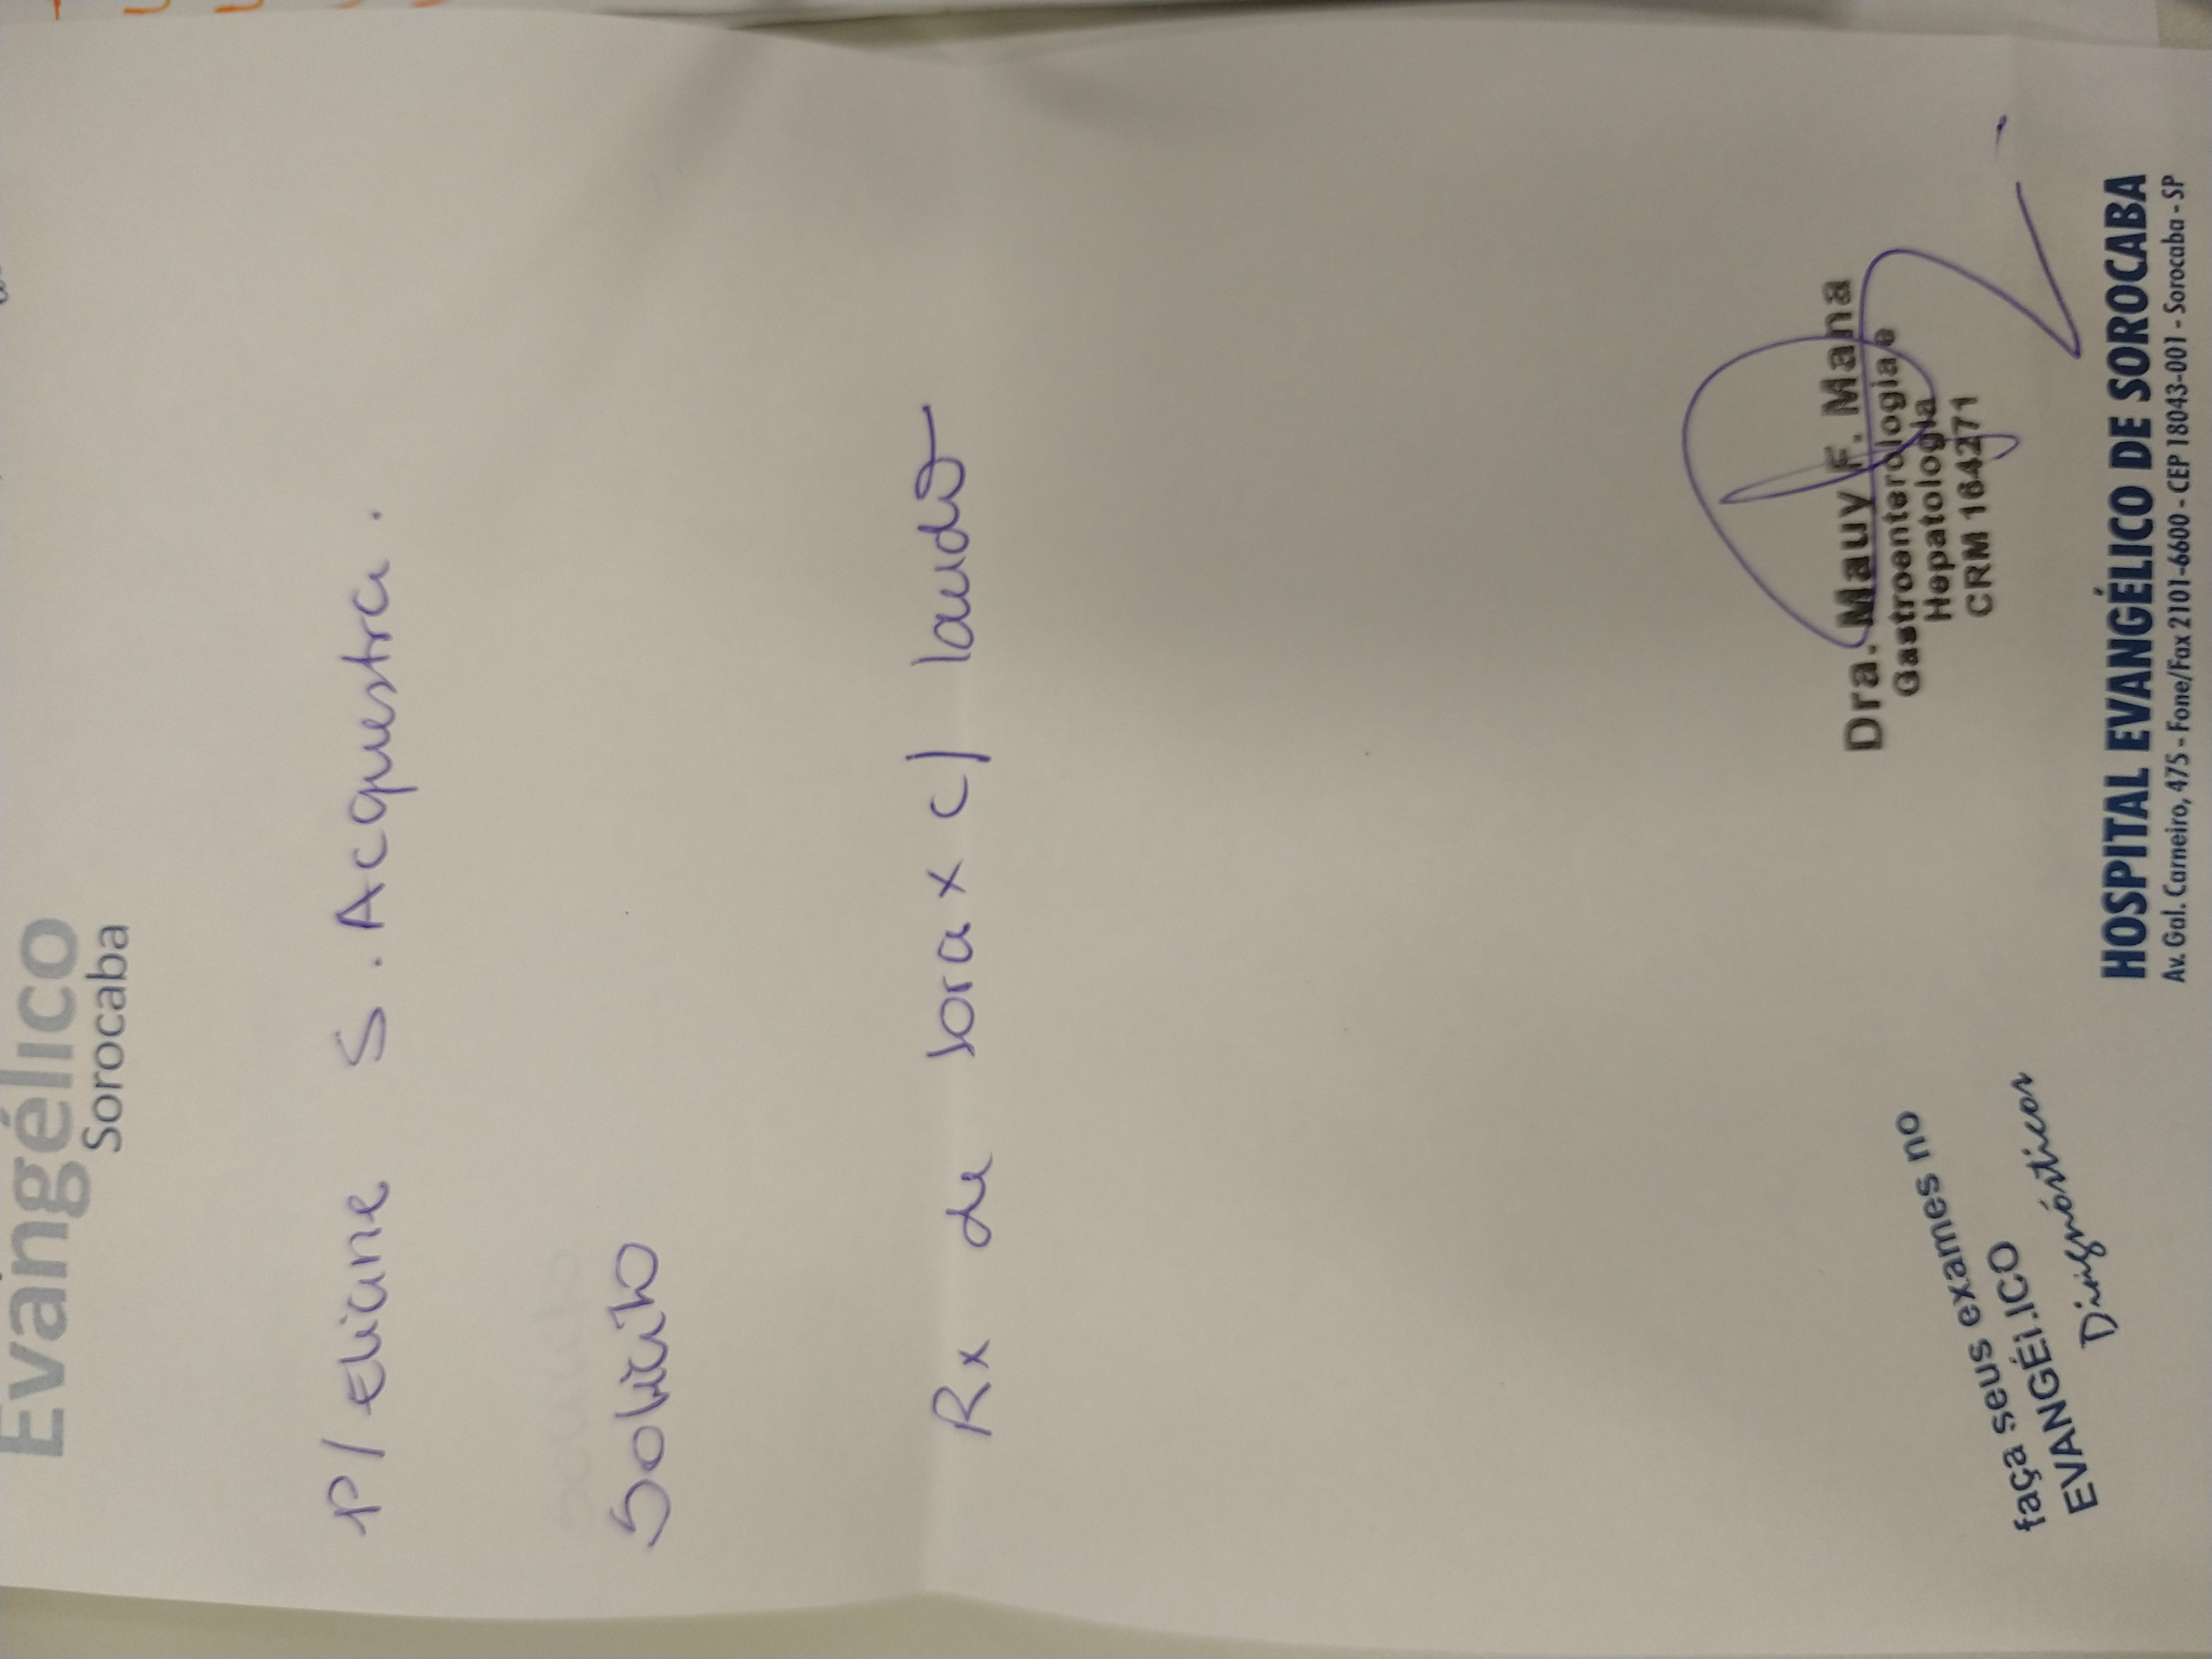 Evangélico
Sorocaba
P/ Eliane S. Acquestra.
Solicito
Rx de torax c/ laudo
Dra. Mauy F. Mana
Gastroenterologia e
Hepatologia
CRM 164271
faça seus exames no
EVANGÉLICO
Diagnósticos
HOSPITAL EVANGÉLICO DE SOROCABA
Av. Gal. Carneiro, 475 - Fone/Fax 2101-6600 - CEP 18043-001 - Sorocaba - SP